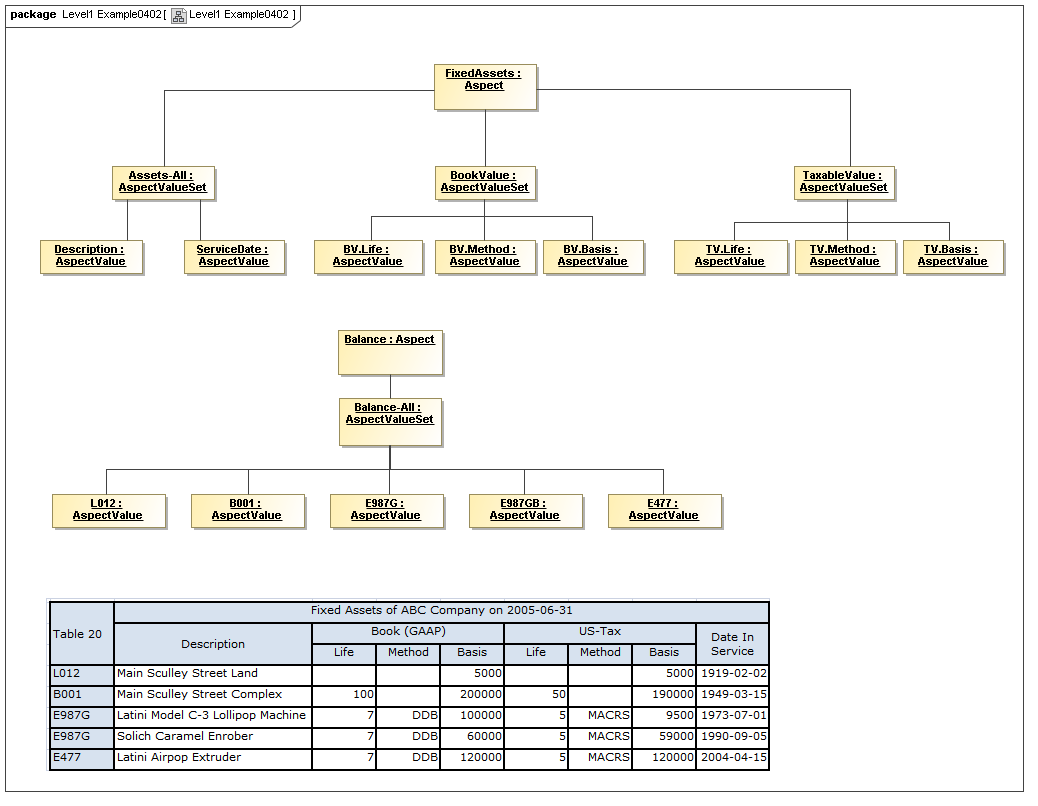 package Level1 Example0402[ Level1 Example0402 ]
FixedAssets :
Aspect
Assets-All :
AspectValueSet
BookValue :
AspectValueSet
TaxableValue :
AspectValueSet
Description :
AspectValue
ServiceDate :
AspectValue
BV.Life :
AspectValue
BV.Method :
AspectValue
BV.Basis :
AspectValue
TV.Life :
AspectValue
TV.Method :
AspectValue
TV.Basis :
AspectValue
Balance : Aspect
Balance-All :
AspectValueSet
L012 :
AspectValue
B001 :
AspectValue
E987G :
AspectValue
E987GB :
AspectValue
E477 :
AspectValue
Table 20
Fixed Assets of ABC Company on 2005-06-31
Description
Book (GAAP)
US-Tax
Date In
Service
Life Method Basis Life Method Basis
L012 Main Sculley Street Land 5000 5000 1919-02-02
B001 Main Sculley Street Complex 100 200000 50 190000 1949-03-15
E987G Latini Model C-3 Lollipop Machine 7 DDB 100000 5 MACRS 9500 1973-07-01
E987G Solich Caramel Enrober 7 DDB 60000 5 MACRS 59000 1990-09-05
E477 Latini Airpop Extruder 7 DDB 120000 5 MACRS 120000 2004-04-15